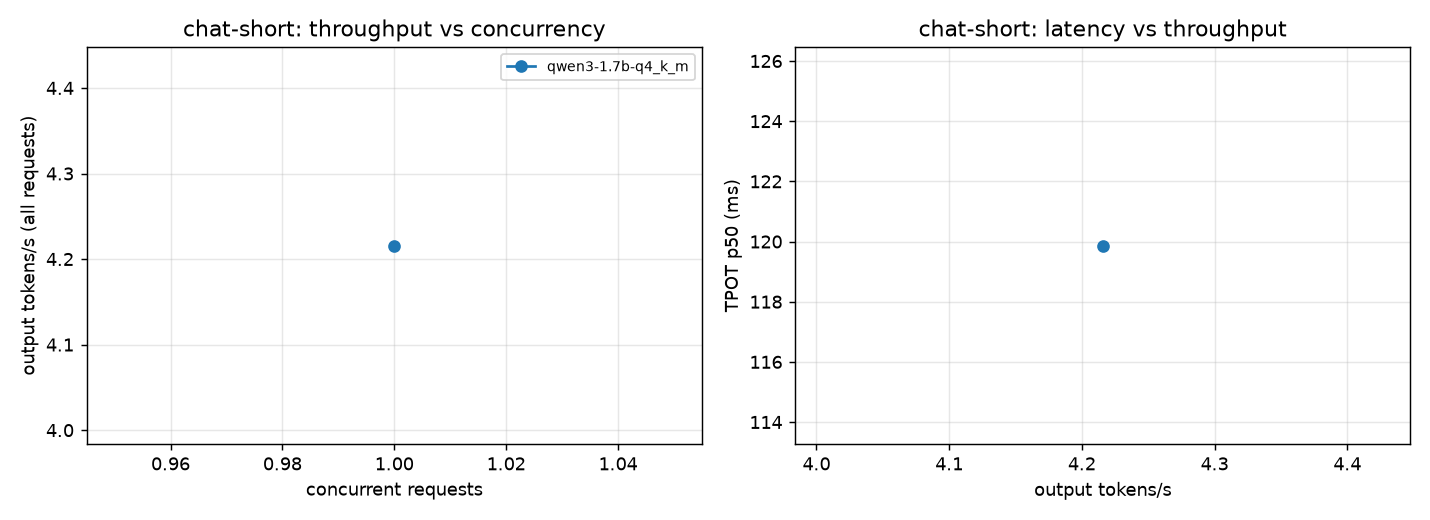 chat-short: throughput vs concurrency
qwen3-1.7b-q4_k_m
output tokens/s (all requests)
4.4
4.3
4.2
4.1
4.0
0.96 0.98 1.00 1.02 1.04
concurrent requests
chat-short: latency vs throughput
TPOT p50 (ms)
126
124
122
120
118
116
114
4.0 4.1 4.2 4.3 4.4
output tokens/s